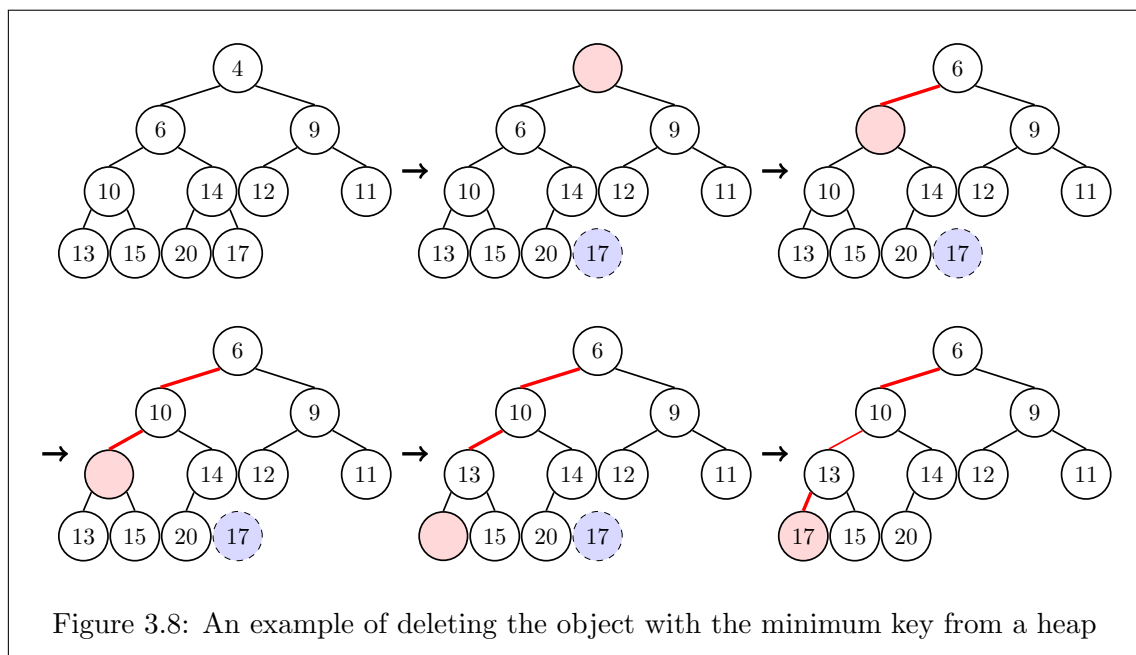 4 6
6 9 6 9 9
10 14 12 11 → 10 14 12 11 → 10 14 12 11
13 15 20 17 13 15 20 17 13 15 20 17
6 6 6
10 9 10 9 10 9
→ 14 12 11 → 13 14 12 11 → 13 14 12 11
13 15 20 17 15 20 17 17 15 20
Figure 3.8: An example of deleting the object with the minimum key from a heap